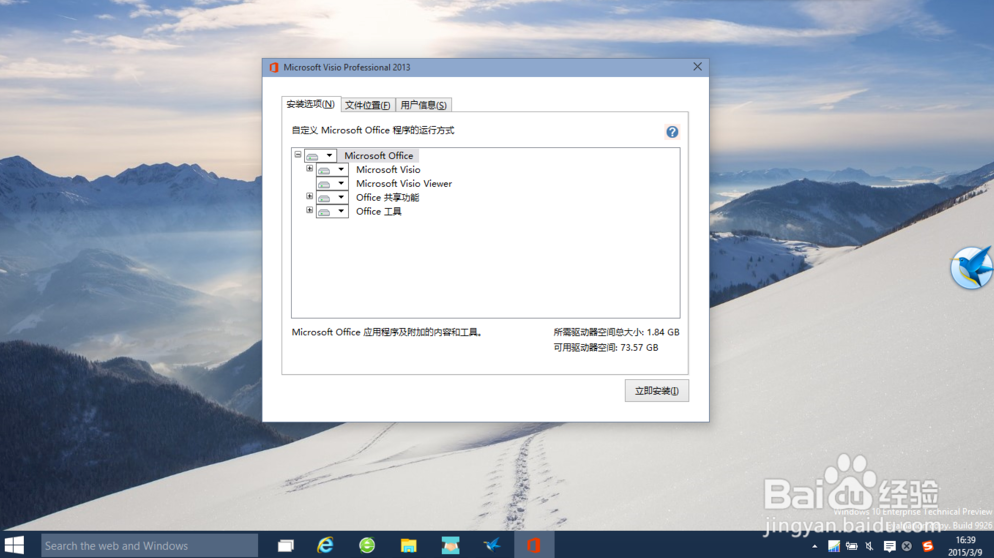 Microsoft Visio Professional 2013
安装选项(N) 文件位置(F) 用户信息(S)
自定义 Microsoft Office 程序的运行方式
Microsoft Office
Microsoft Visio
Microsoft Visio Viewer
Office 共享功能
Office 工具
Microsoft Office 应用程序及附加的内容和工具。
所需驱动器空间总大小: 1.84 GB
可用驱动器空间: 73.57 GB
立即安装(I)
Baidu 经验
Windows 10 Enterprise Technical Preview
Evaluation copy. Build 9926
jingyan.baidu.com
Search the web and Windows
16:39
2015/3/9